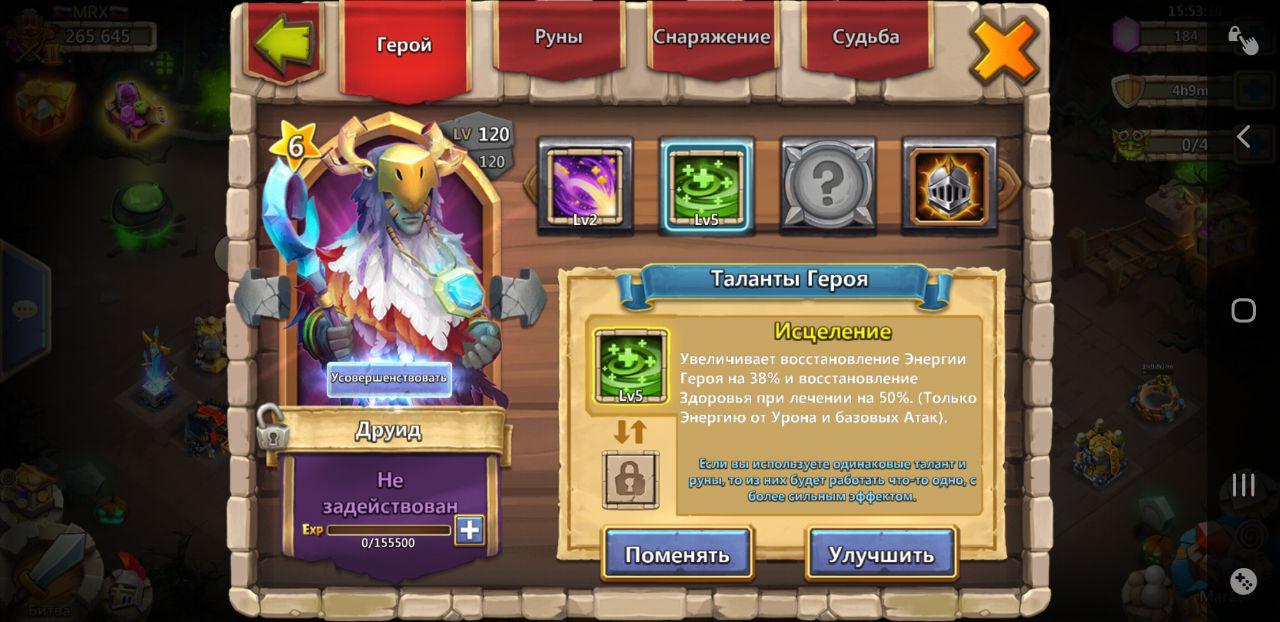 MRX
265 645
15:53:30
184
4h9m
0/4
Герой
Руны
Снаряжение
Судьба
6
LV 120
120
Lv2
Lv5
?
Усовершенствовать
Друид
Не
задействован
Exp
0/155500
Таланты Героя
Исцеление
Увеличивает восстановление Энергии
Героя на 38% и восстановление
Здоровья при лечении на 50%. (Только
Энергию от Урона и базовых Атак).
Lv5
Если вы используете одинаковые талант и
руны, то из них будет работать что-то одно, с
более сильным эффектом.
Поменять
Улучшить
Битва